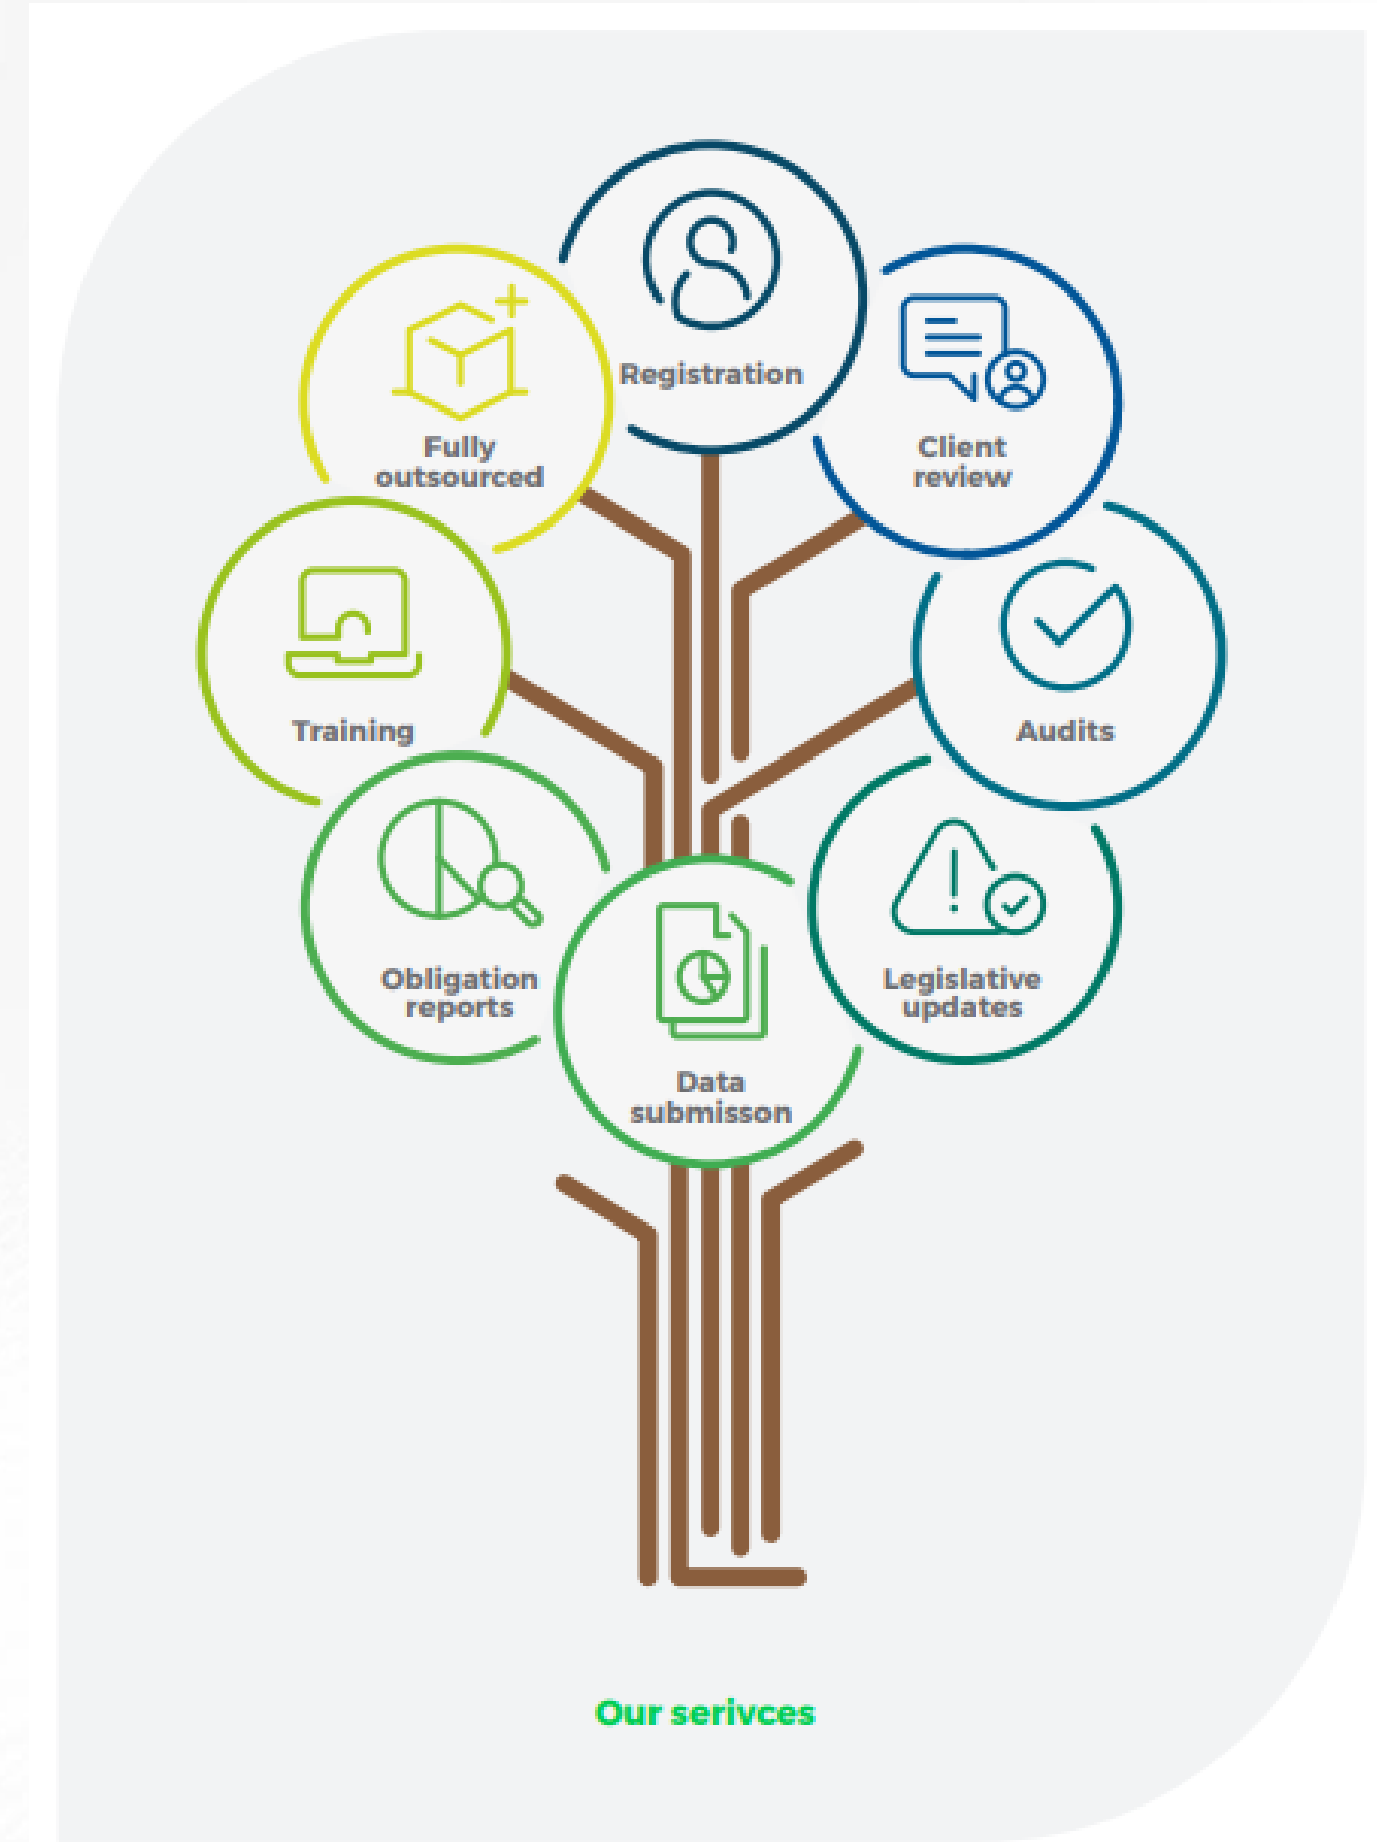 Registration
Fully
outsourced
Client
review
Training
Audits
Obligation
reports
Legislative
updates
Data
submisson
Our serivces